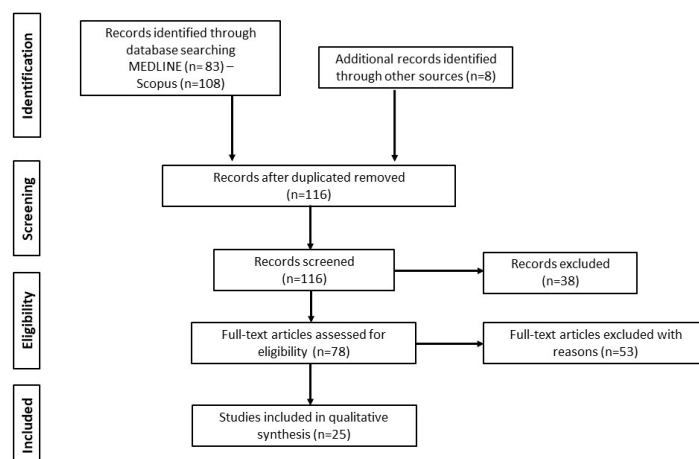 Identification
Records identified through
database searching
MEDLINE (n= 83) –
Scopus (n=108)
Additional records identified
through other sources (n=8)
Screening
Records after duplicated removed
(n=116)
Records screened
(n=116)
Records excluded
(n=38)
Eligibility
Full-text articles assessed for
eligibility (n=78)
Full-text articles excluded with
reasons (n=53)
Included
Studies included in qualitative
synthesis (n=25)